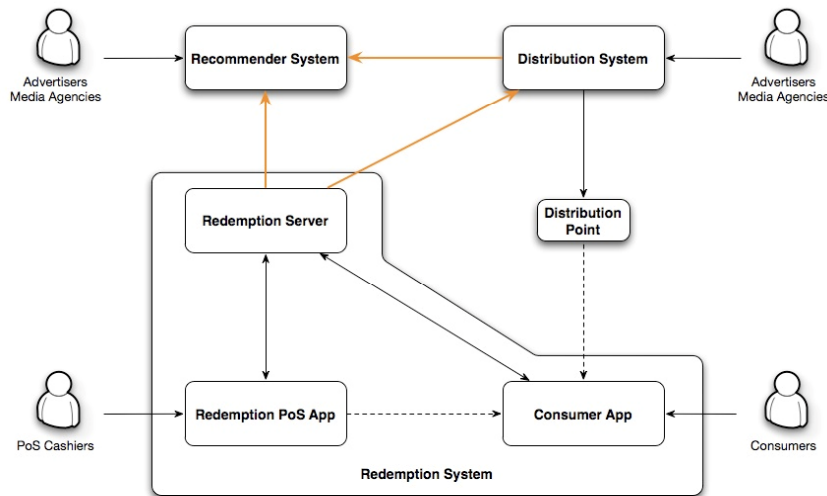 Recommender System
Distribution System
Advertisers
Media Agencies
Advertisers
Media Agencies
Redemption Server
Distribution
Point
Redemption PoS App
Consumer App
PoS Cashiers
Consumers
Redemption System